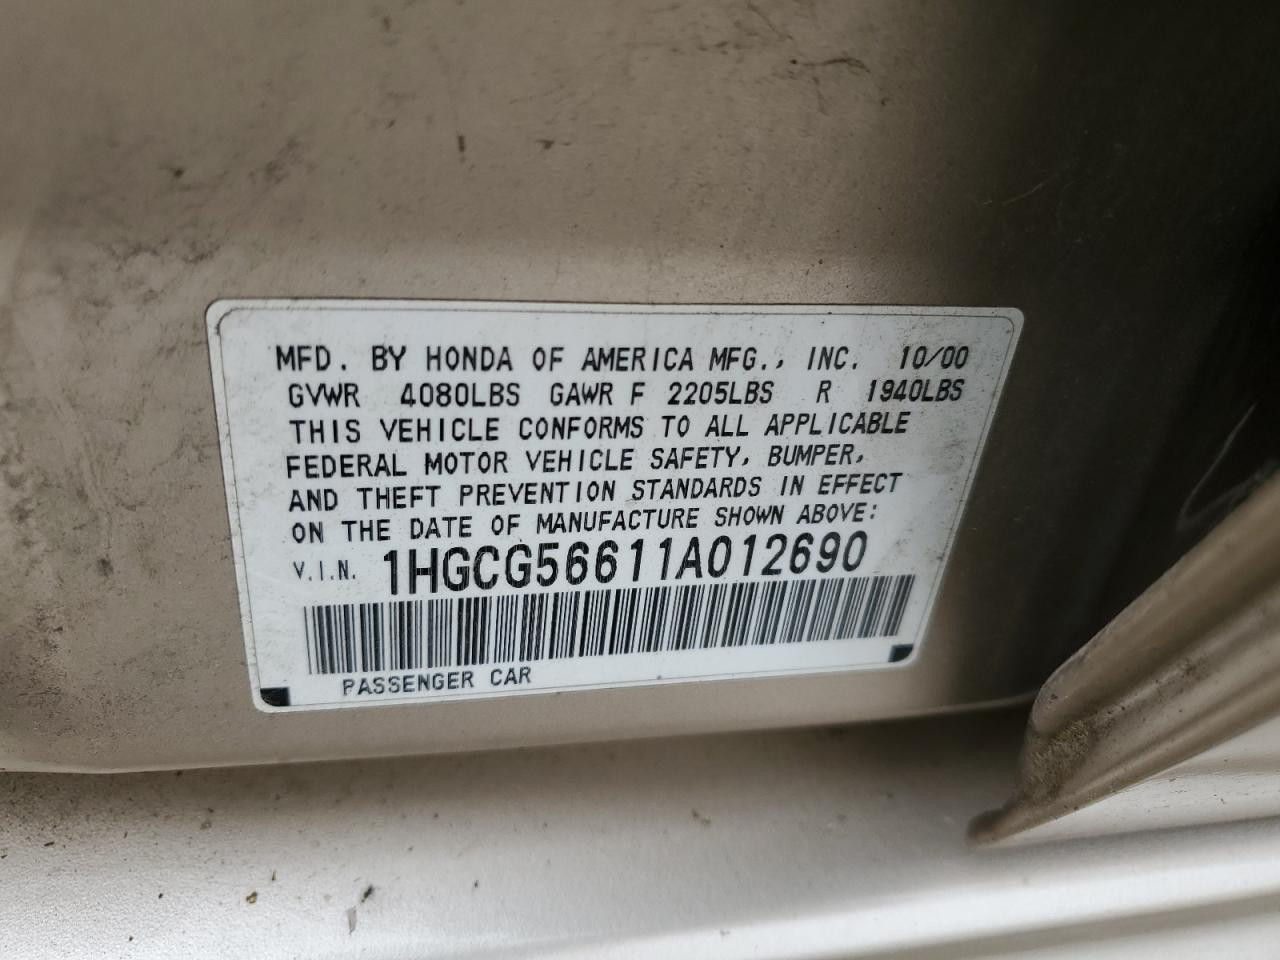 MFD. BY HONDA OF AMERICA MFG., INC. 10/00
GVWR 4080LBS GAWR F 2205LBS R 1940LBS
THIS VEHICLE CONFORMS TO ALL APPLICABLE
FEDERAL MOTOR VEHICLE SAFETY, BUMPER,
AND THEFT PREVENTION STANDARDS IN EFFECT
ON THE DATE OF MANUFACTURE SHOWN ABOVE:
V.I.N. 1HGCG56611A012690
PASSENGER CAR